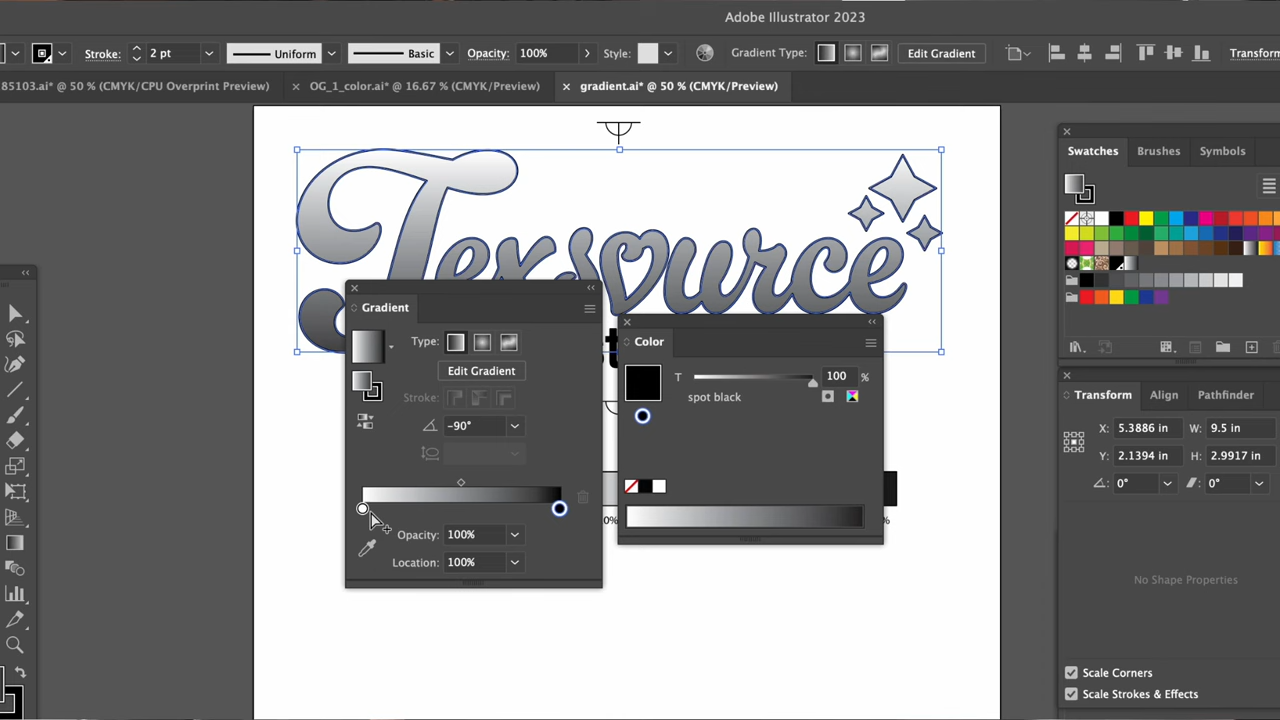 Adobe Illustrator 2023
Stroke: 2 pt Uniform Basic Opacity: 100% Style: Gradient Type: Edit Gradient Transform
85103.ai* @ 50 % (CMYK/CPU Overprint Preview) × OG_1_color.ai* @ 16.67 % (CMYK/Preview) × gradient.ai* @ 50 % (CMYK/Preview)
Texsource
Swatches Brushes Symbols
Gradient
Type:
Edit Gradient
Stroke:
-90°
Opacity: 100%
Location: 100%
Color
T 100 %
spot black
0% %
Transform Align Pathfinder
X: 5.3886 in W: 9.5 in
Y: 2.1394 in H: 2.9917 in
0° 0°
No Shape Properties
Scale Corners
Scale Strokes & Effects